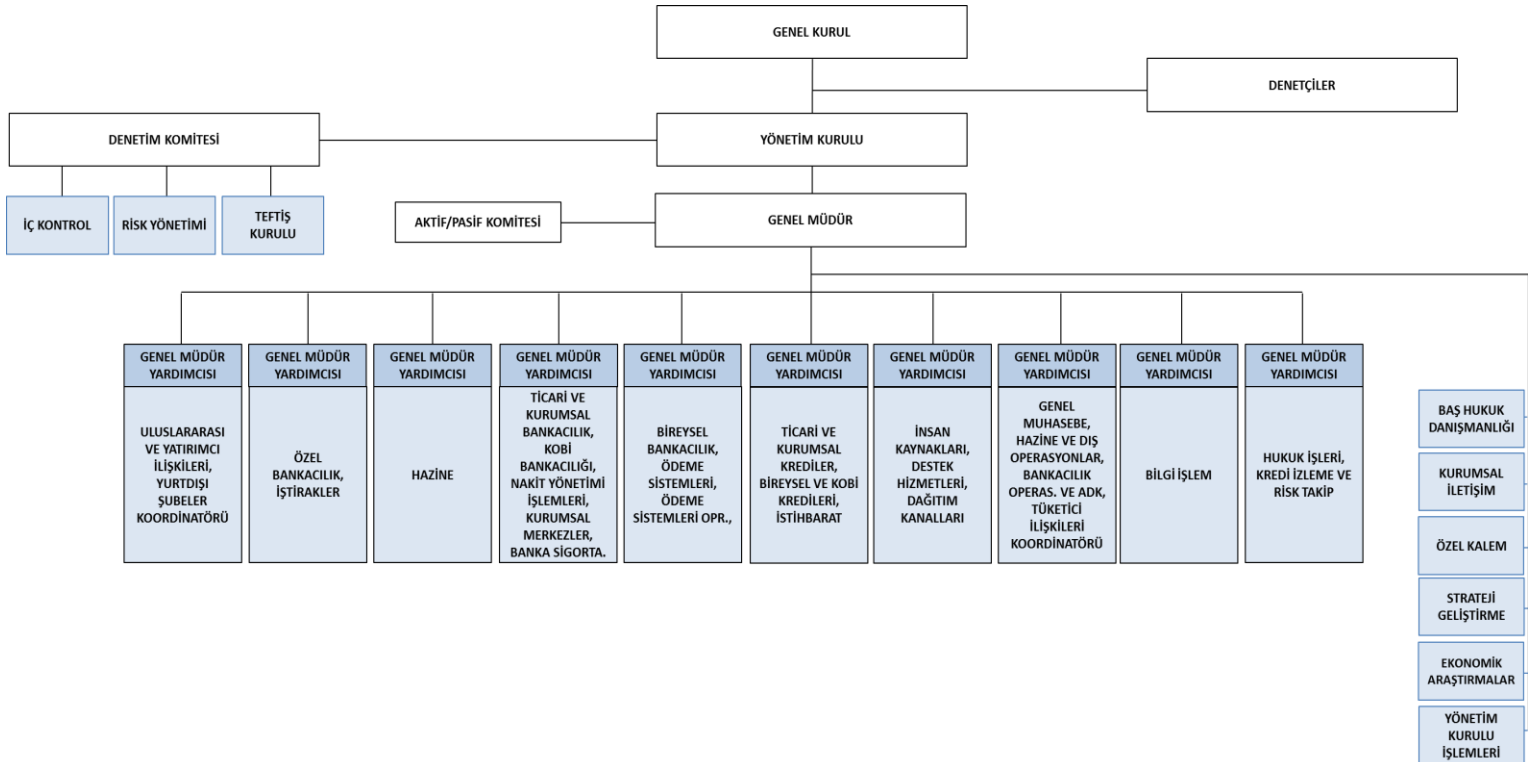 GENEL KURUL
DENETÇİLER
DENETİM KOMİTESİ
YÖNETİM KURULU
İÇ KONTROL
RİSK YÖNETİMİ
TEFTİŞ
KURULU
AKTİF/PASİF KOMİTESİ
GENEL MÜDÜR
GENEL MÜDÜR
YARDIMCISI
ULUSLARARASI
VE YATIRIMCI
İLİŞKİLERİ,
YURTDIŞI
ŞUBELER
KOORDİNATÖRÜ
GENEL MÜDÜR
YARDIMCISI
ÖZEL
BANKACILIK,
İŞTİRAKLER
GENEL MÜDÜR
YARDIMCISI
HAZİNE
GENEL MÜDÜR
YARDIMCISI
TİCARİ VE
KURUMSAL
BANKACILIK,
KOBİ
BANKACILIĞI,
NAKİT YÖNETİMİ
İŞLEMLERİ,
KURUMSAL
MERKEZLER,
BANKA SİGORTA.
GENEL MÜDÜR
YARDIMCISI
BİREYSEL
BANKACILIK,
ÖDEME
SİSTEMLERİ,
ÖDEME
SİSTEMLERİ OPR.,
GENEL MÜDÜR
YARDIMCISI
TİCARİ VE
KURUMSAL
KREDİLER,
BİREYSEL VE KOBİ
KREDİLERİ,
İSTİHBARAT
GENEL MÜDÜR
YARDIMCISI
İNSAN
KAYNAKLARI,
DESTEK
HİZMETLERİ,
DAĞITIM
KANALLARI
GENEL MÜDÜR
YARDIMCISI
GENEL
MUHASEBE,
HAZİNE VE DIŞ
OPERASYONLAR,
BANKACILIK
OPERAS. VE ADK,
TÜKETİCİ
İLİŞKİLERİ
KOORDİNATÖRÜ
GENEL MÜDÜR
YARDIMCISI
BİLGİ İŞLEM
GENEL MÜDÜR
YARDIMCISI
HUKUK İŞLERİ,
KREDİ İZLEME VE
RİSK TAKİP
BAŞ HUKUK
DANIŞMANLIĞI
KURUMSAL
İLETİŞİM
ÖZEL KALEM
STRATEJİ
GELİŞTİRME
EKONOMİK
ARAŞTIRMALAR
YÖNETİM
KURULU
İŞLEMLERİ